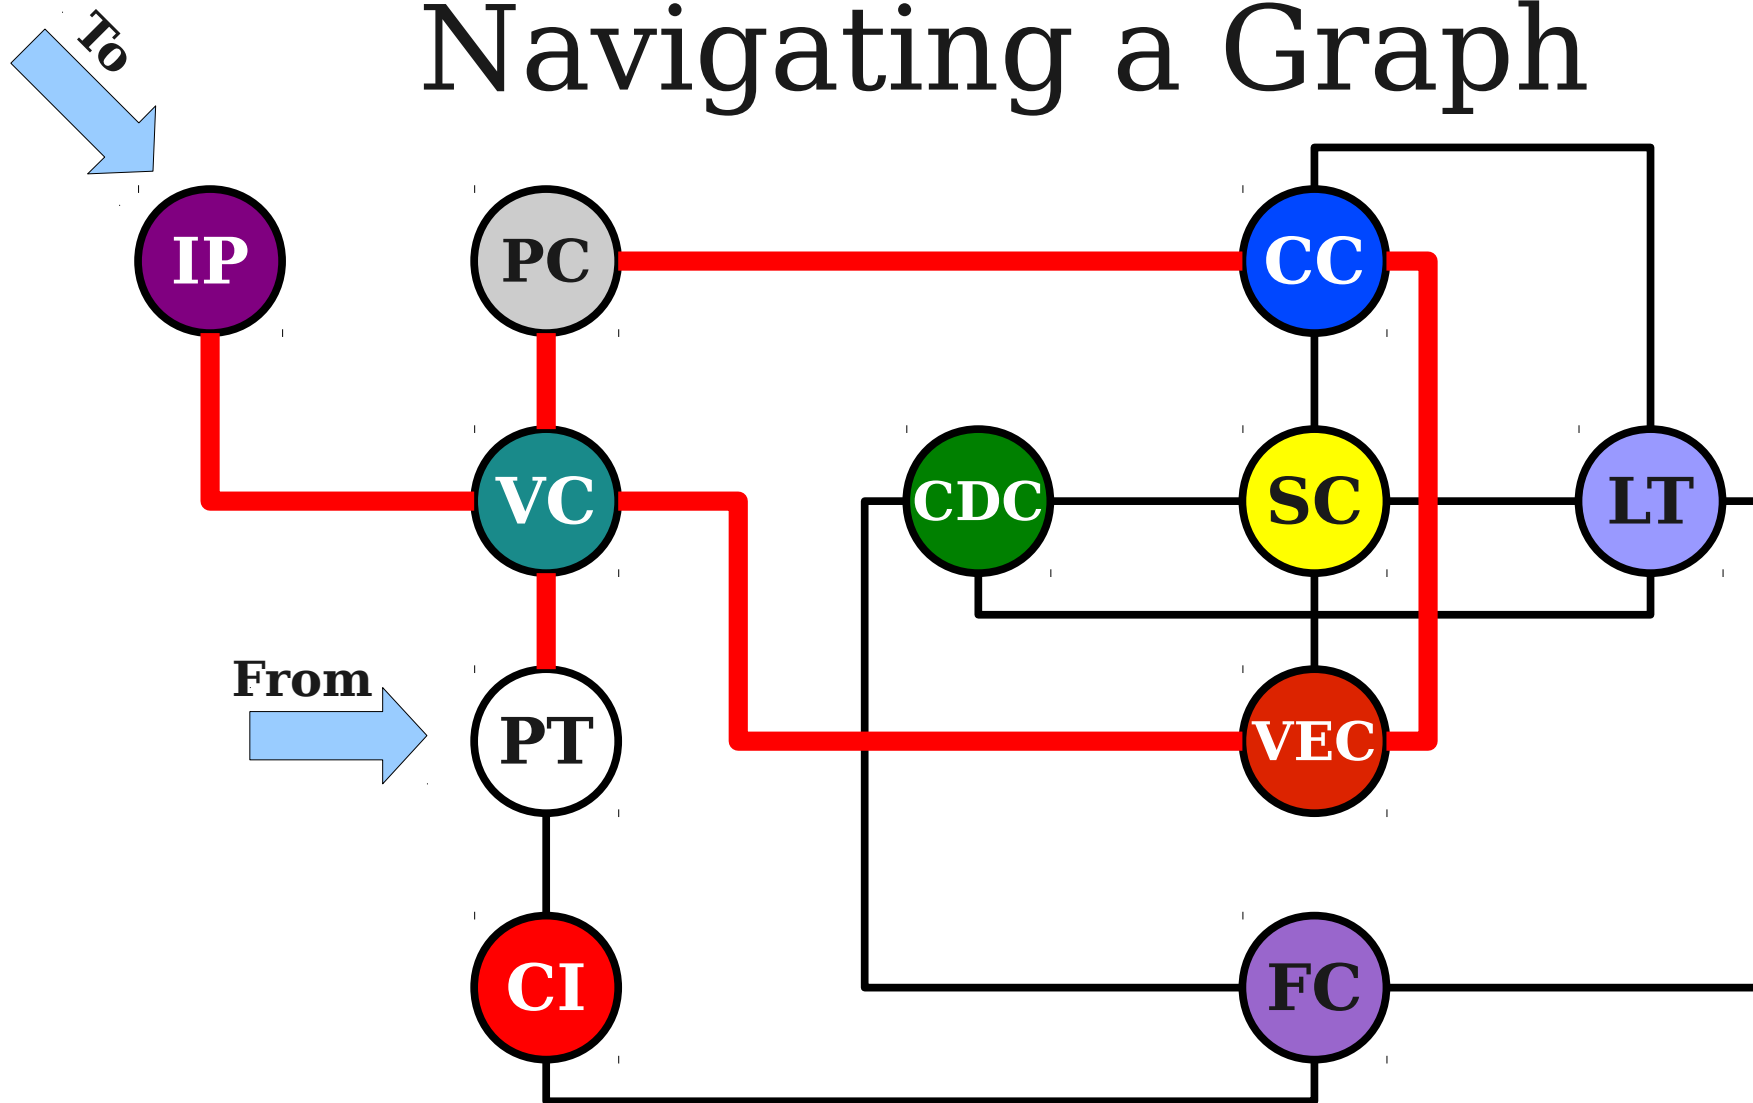 Navigating a Graph
To
IP
PC
CC
VC
CDC
SC
LT
From
PT
VEC
CI
FC